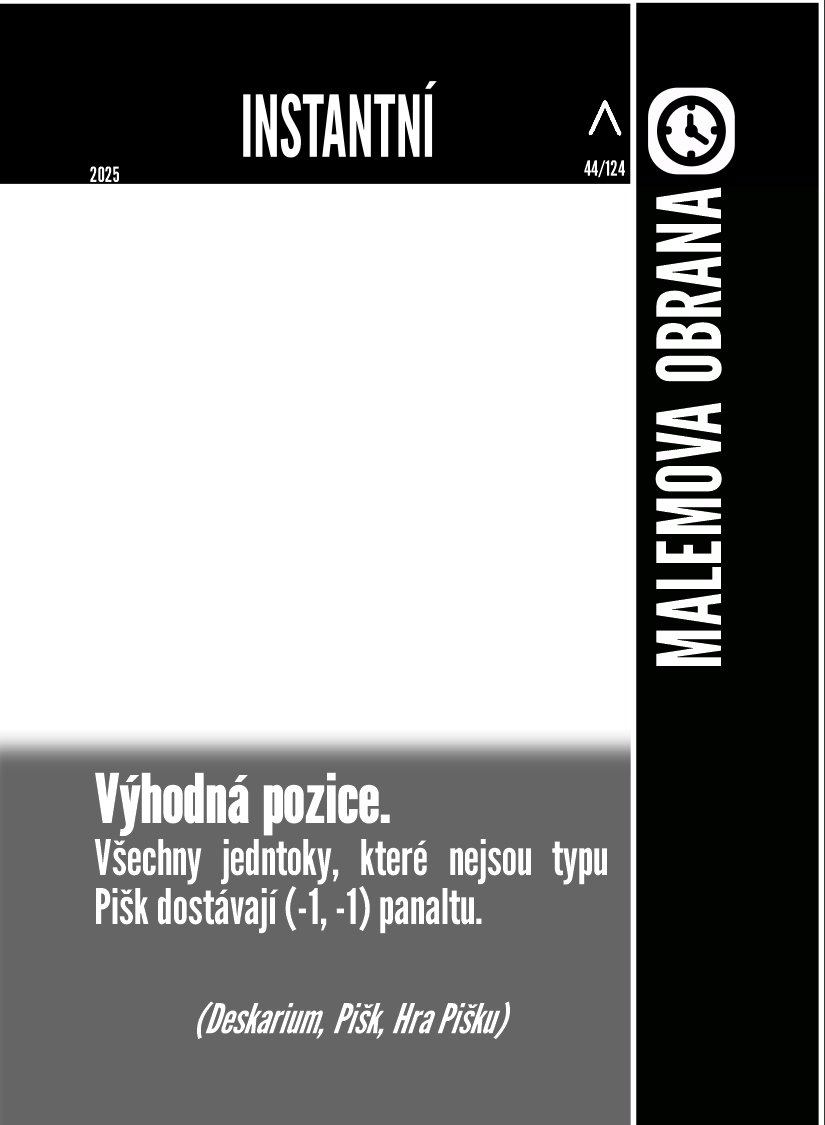 INSTANTNÍ
2025
44/124
MALEMOVA OBRANA
Výhodná pozice.
Všechny jedntoky, které nejsou typu
Pišk dostávají (-1, -1) panaltu.
(Deskarium, Pišk, Hra Pišku)